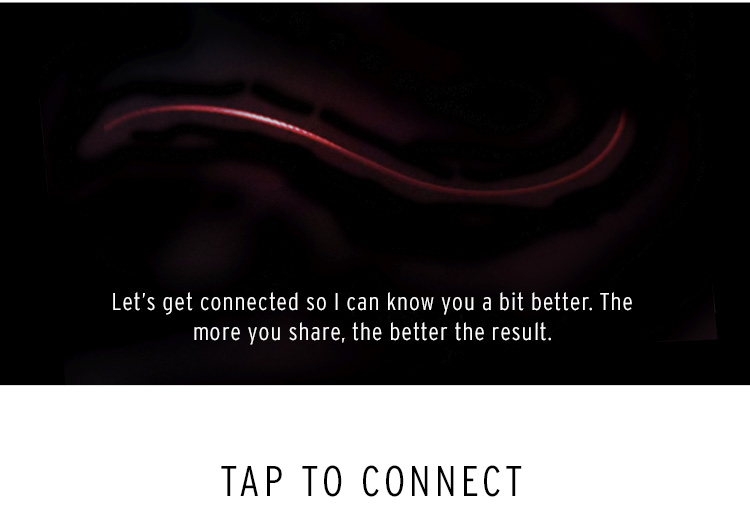 Let's get connected so I can know you a bit better. The
more you share, the better the result.
TAP TO CONNECT